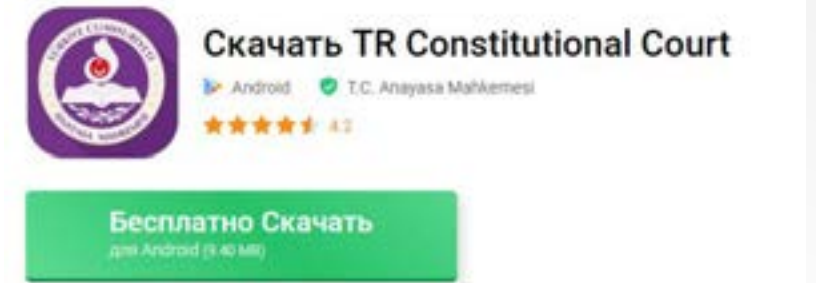 Скачать TR Constitutional Court
Android T.C. Anayasa Mahkemesi
4.2
Бесплатно Скачать
для Android (9.40 MB)